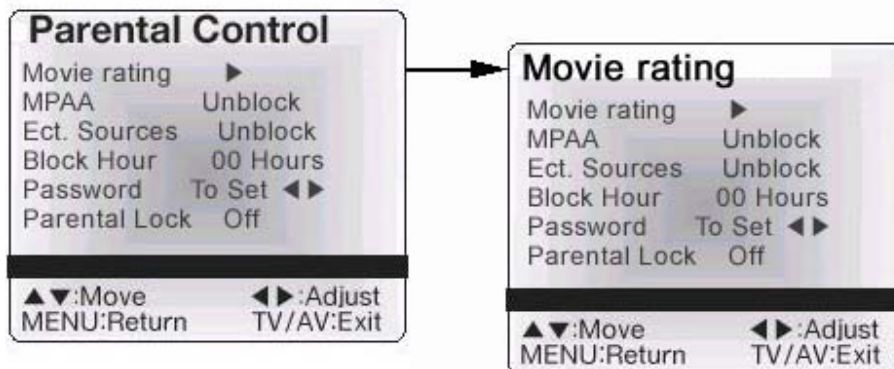 Parental Control
Movie rating ▶
MPAA Unblock
Ect. Sources Unblock
Block Hour 00 Hours
Password To Set ◀▶
Parental Lock Off
▲▼:Move ◀▶:Adjust
MENU:Return TV/AV:Exit
Movie rating
Movie rating ▶
MPAA Unblock
Ect. Sources Unblock
Block Hour 00 Hours
Password To Set ◀▶
Parental Lock Off
▲▼:Move ◀▶:Adjust
MENU:Return TV/AV:Exit